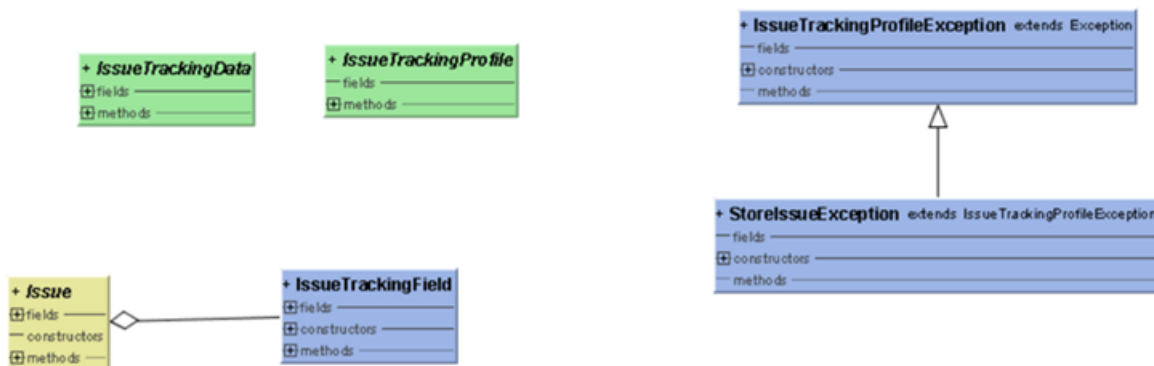 + IssueTrackingData
fields
methods
+ IssueTrackingProfile
fields
methods
+ IssueTrackingProfileException extends Exception
fields
constructors
methods
+ StoreIssueException extends IssueTrackingProfileException
fields
constructors
methods
+ Issue
fields
constructors
methods
+ IssueTrackingField
fields
constructors
methods